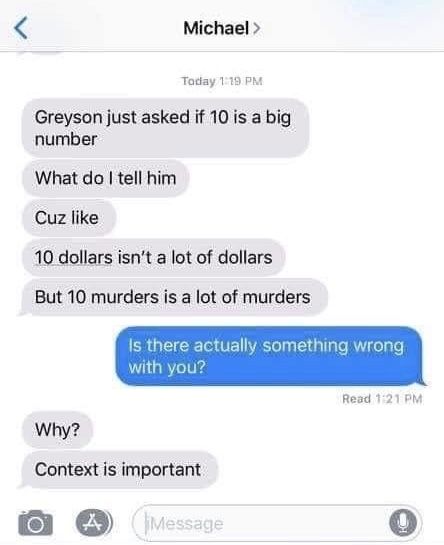 Michael >
Today 1:19 PM
Greyson just asked if 10 is a big
number
What do I tell him
Cuz like
10 dollars isn't a lot of dollars
But 10 murders is a lot of murders
Is there actually something wrong
with you?
Read 1:21 PM
Why?
Context is important
iMessage